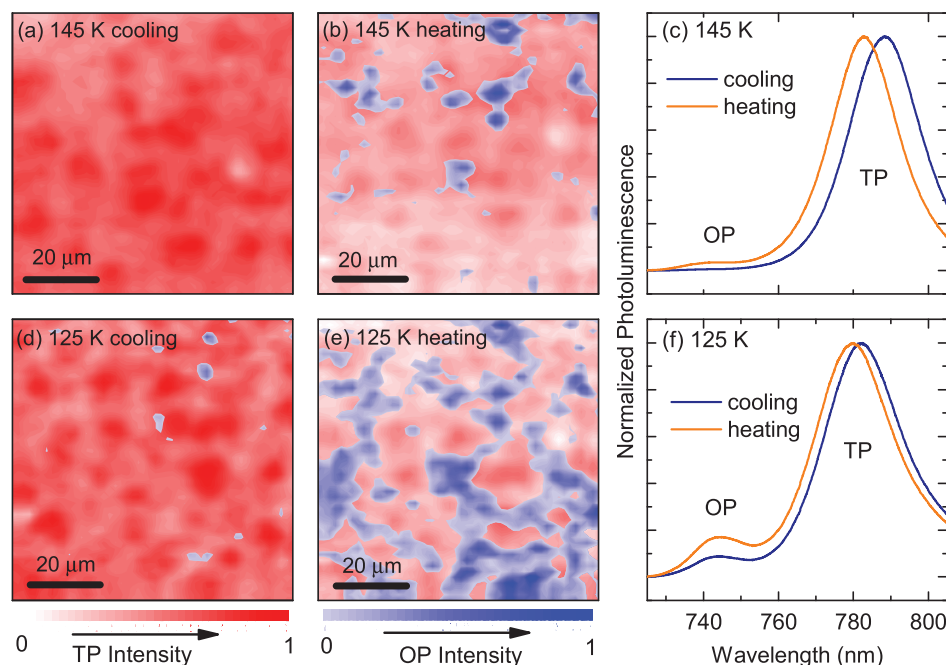 (a) 145 K cooling
20 μm
(b) 145 K heating
20 μm
(c) 145 K
cooling
heating
OP
TP
(d) 125 K cooling
20 μm
(e) 125 K heating
20 μm
(f) 125 K
cooling
heating
OP
TP
Normalized Photoluminescence
740 760 780 800
Wavelength (nm)
0 1
TP Intensity
0 1
OP Intensity